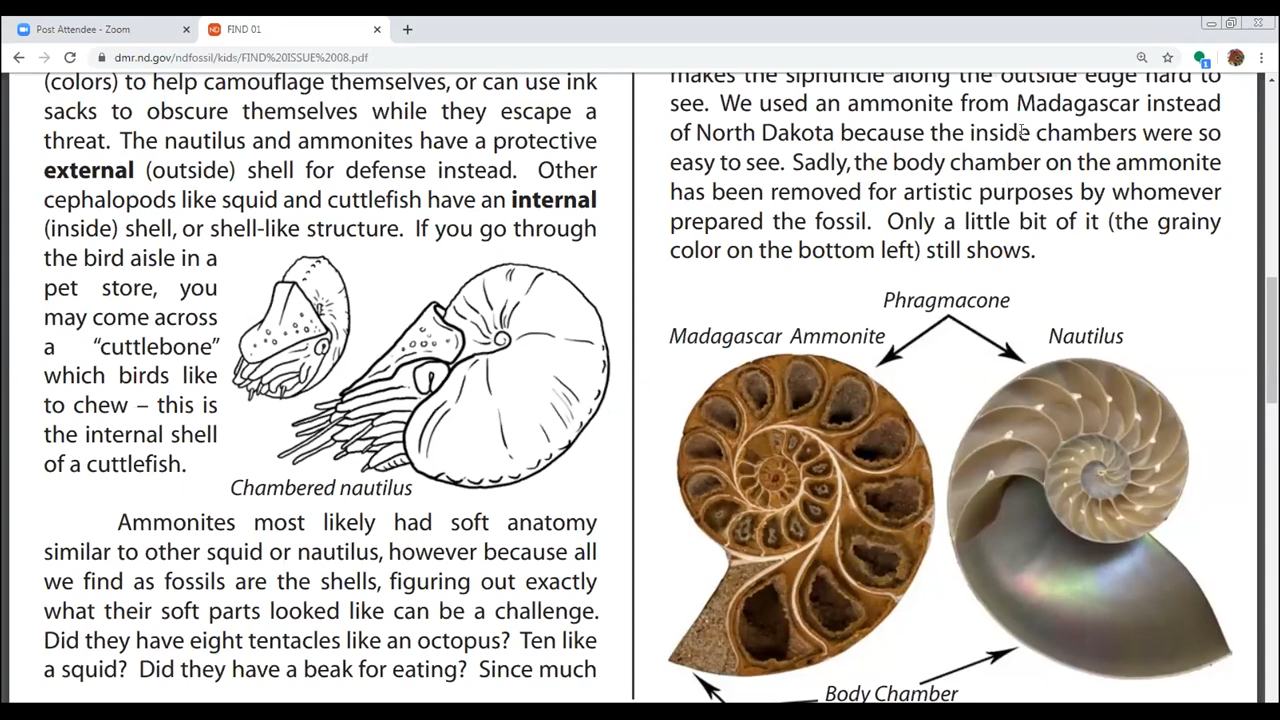 Post Attendee - Zoom
FIND 01
dmr.nd.gov/ndfossil/kids/FIND%20ISSUE%2008.pdf
(colors) to help camouflage themselves, or can use ink
sacks to obscure themselves while they escape a
threat. The nautilus and ammonites have a protective
external (outside) shell for defense instead. Other
cephalopods like squid and cuttlefish have an internal
(inside) shell, or shell-like structure. If you go through
the bird aisle in a
pet store, you
may come across
a “cuttlebone”
which birds like
to chew – this is
the internal shell
of a cuttlefish.
Chambered nautilus
Ammonites most likely had soft anatomy
similar to other squid or nautilus, however because all
we find as fossils are the shells, figuring out exactly
what their soft parts looked like can be a challenge.
Did they have eight tentacles like an octopus? Ten like
a squid? Did they have a beak for eating? Since much
makes the siphuncle along the outside edge hard to
see. We used an ammonite from Madagascar instead
of North Dakota because the inside chambers were so
easy to see. Sadly, the body chamber on the ammonite
has been removed for artistic purposes by whomever
prepared the fossil. Only a little bit of it (the grainy
color on the bottom left) still shows.
Phragmacone
Madagascar Ammonite
Nautilus
Body Chamber